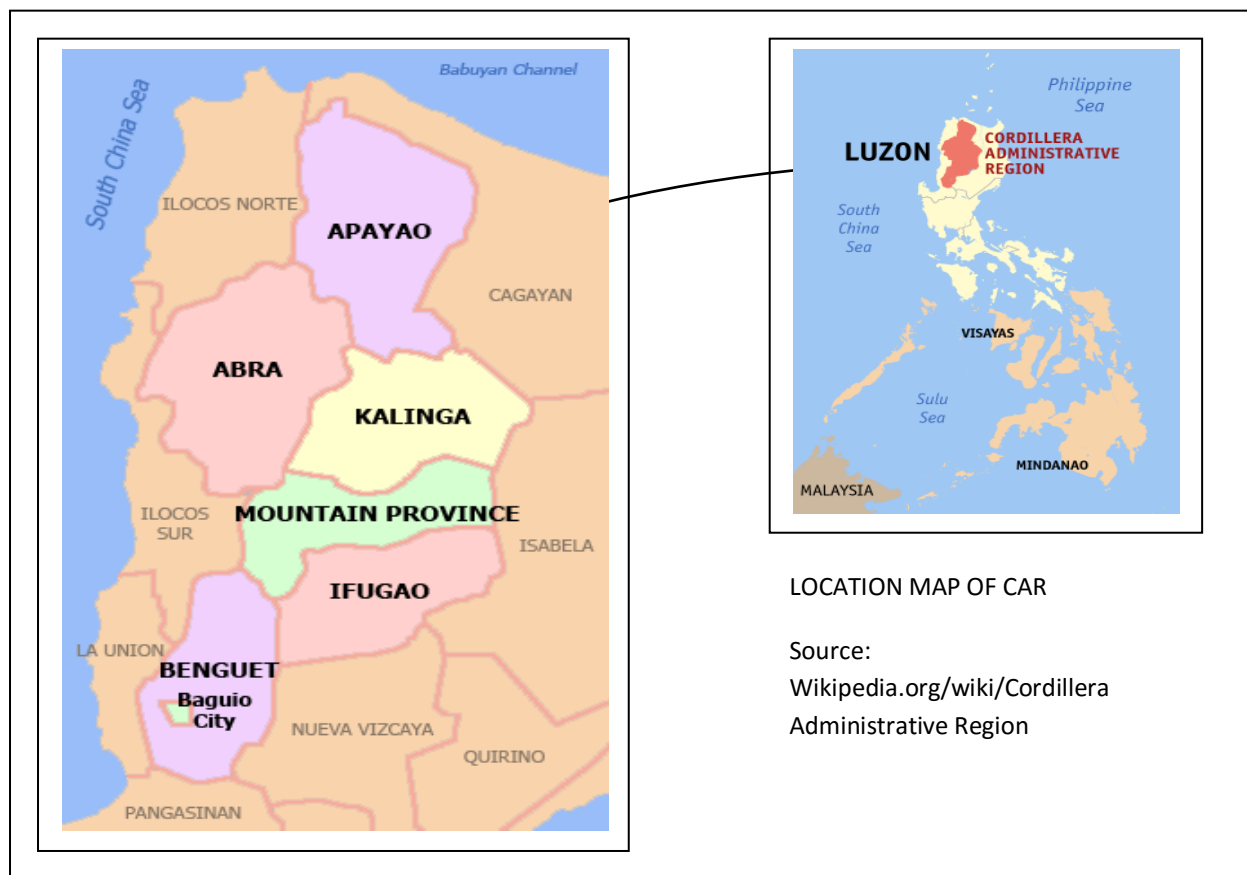 Babuyan Channel
South China Sea
ILOCOS NORTE
APAYAO
CAGAYAN
ABRA
KALINGA
ILOCOS
SUR
MOUNTAIN PROVINCE
ISABELA
IFUGAO
LA UNION
BENGUET
Baguio
City
NUEVA VIZCAYA
QUIRINO
PANGASINAN
Philippine
Sea
LUZON
CORDILLERA
ADMINISTRATIVE
REGION
South
China
Sea
VISAYAS
Sulu
Sea
MINDANAO
MALAYSIA
LOCATION MAP OF CAR
Source:
Wikipedia.org/wiki/Cordillera
Administrative Region